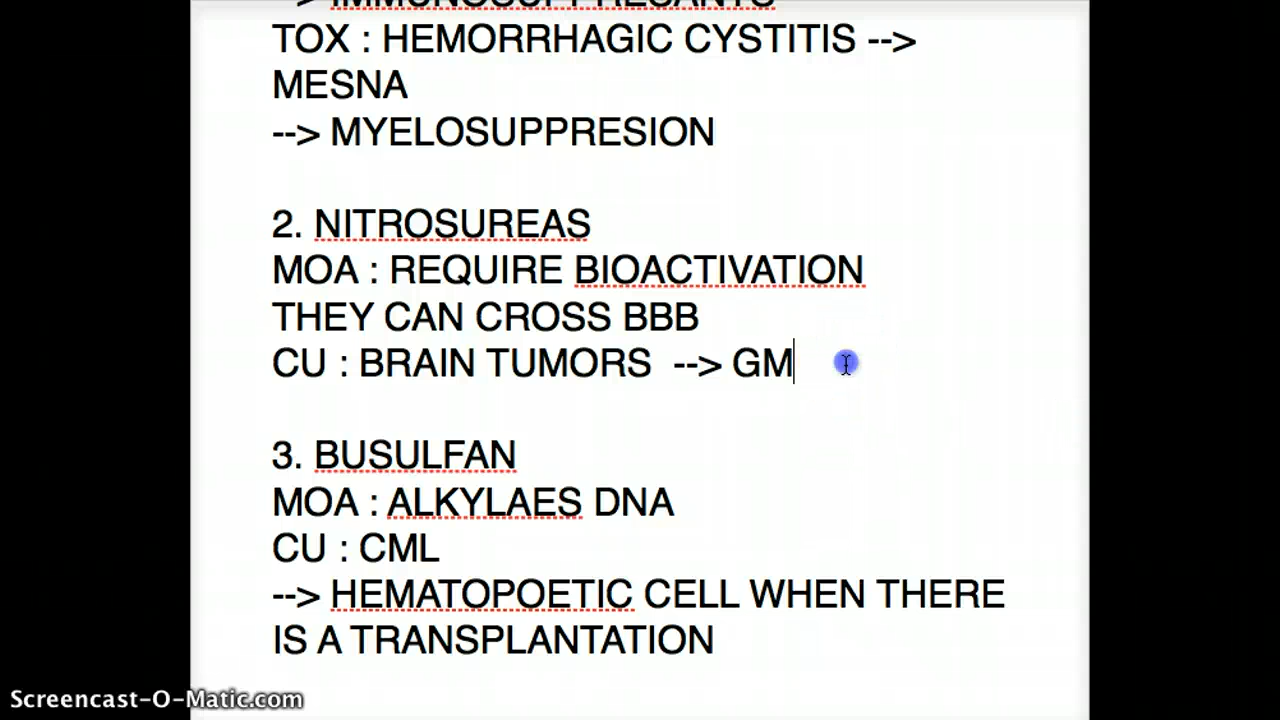 --> IMMUNOSUPPRESANTS
TOX : HEMORRHAGIC CYSTITIS -->
MESNA
--> MYELOSUPPRESION
2. NITROSUREAS
MOA : REQUIRE BIOACTIVATION
THEY CAN CROSS BBB
CU : BRAIN TUMORS --> GM
3. BUSULFAN
MOA : ALKYLAES DNA
CU : CML
--> HEMATOPOETIC CELL WHEN THERE
IS A TRANSPLANTATION
Screencast-O-Matic.com